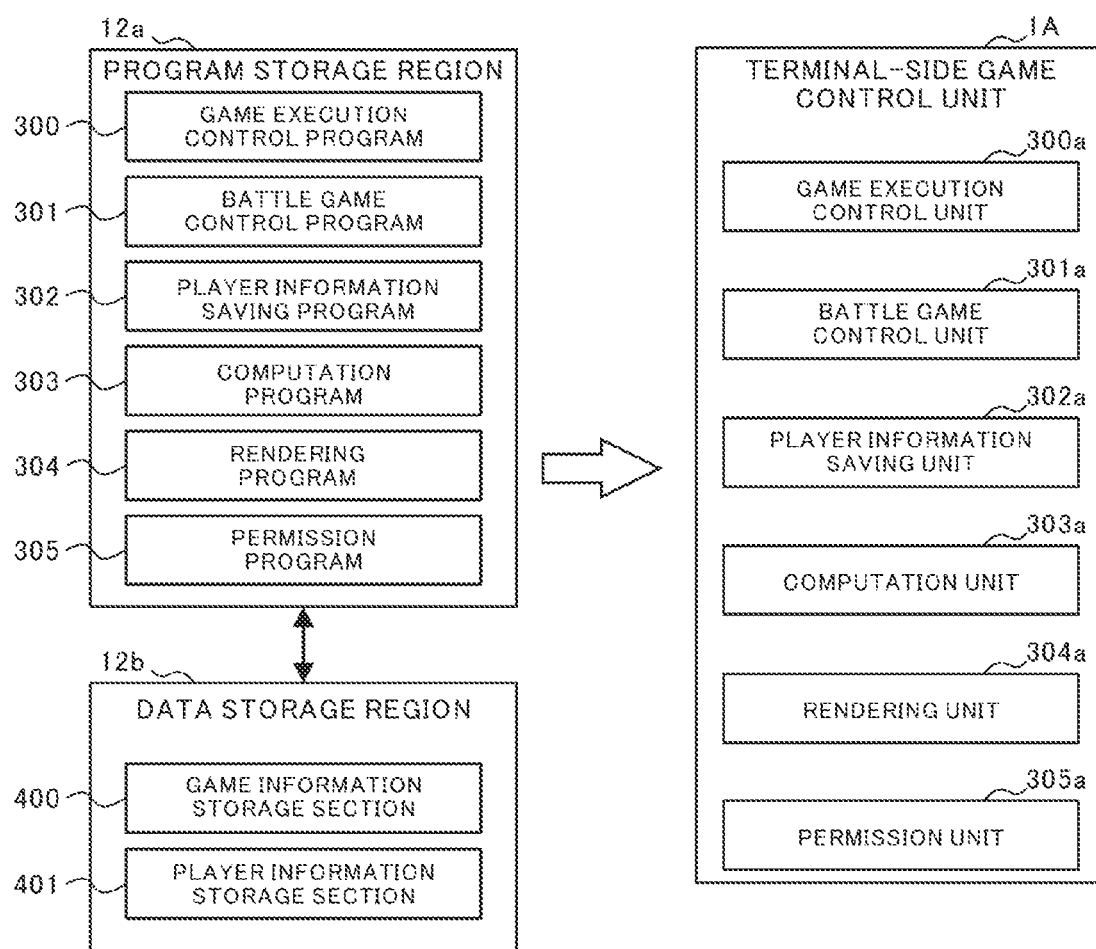 12a
PROGRAM STORAGE REGION
300
GAME EXECUTION
CONTROL PROGRAM
301
BATTLE GAME
CONTROL PROGRAM
302
PLAYER INFORMATION
SAVING PROGRAM
303
COMPUTATION
PROGRAM
304
RENDERING
PROGRAM
305
PERMISSION
PROGRAM
12b
DATA STORAGE REGION
400
GAME INFORMATION
STORAGE SECTION
401
PLAYER INFORMATION
STORAGE SECTION
1A
TERMINAL-SIDE GAME
CONTROL UNIT
300a
GAME EXECUTION
CONTROL UNIT
301a
BATTLE GAME
CONTROL UNIT
302a
PLAYER INFORMATION
SAVING UNIT
303a
COMPUTATION UNIT
304a
RENDERING UNIT
305a
PERMISSION UNIT